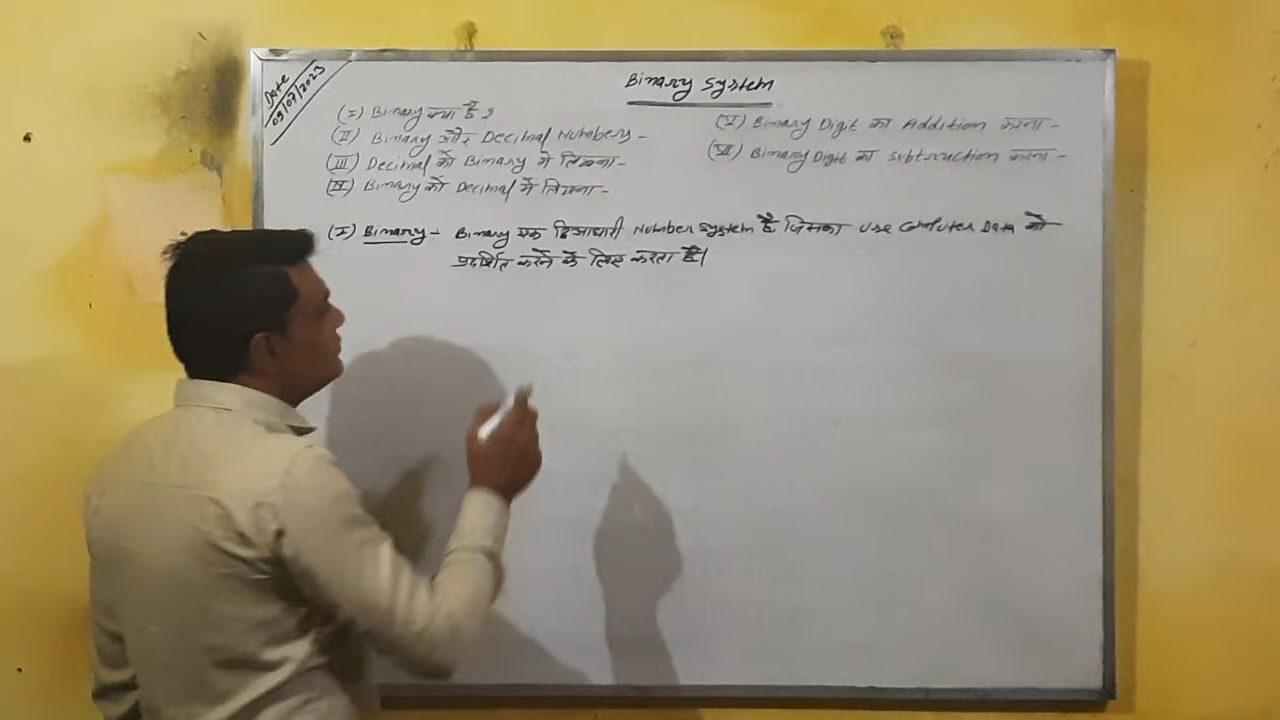 Date
09/07/2023
Binary System
(I) Binary क्या है ?
(II) Binary और Decimal Numbers -
(III) Decimal को Binary में लिखना -
(IV) Binary को Decimal में लिखना -
(V) Binary Digit का Addition करना -
(VI) Binary Digit का Subtruction करना -
(I) Binary - Binary एक द्विआधारी Number System है जिसका Use Computer Data को
प्रदर्शित करने के लिए करता है।